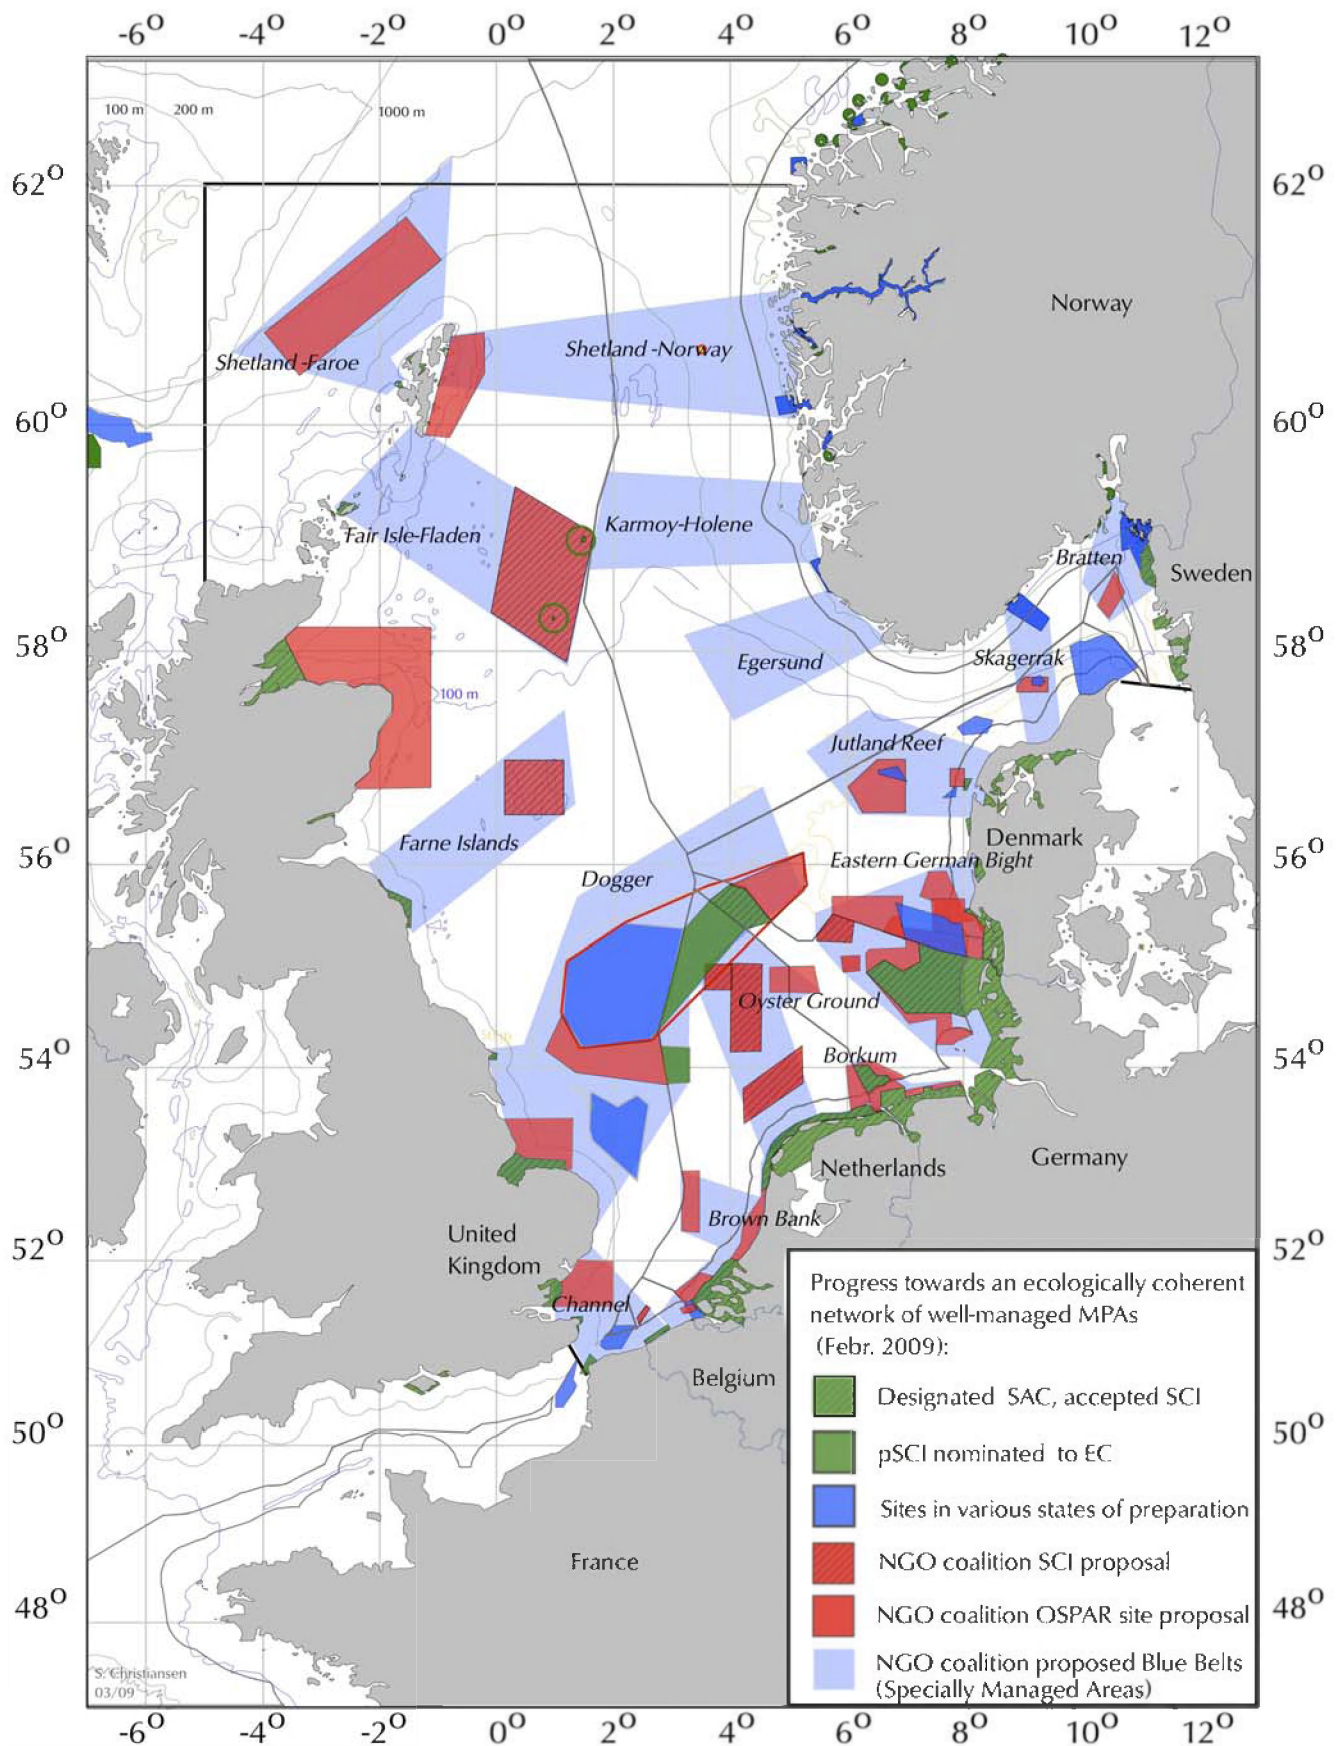 -6° -4° -2° 0° 2° 4° 6° 8° 10° 12°
100 m 200 m 1000 m
62° 62°
Norway
Shetland -Faroe
Shetland -Norway
60° 60°
Fair Isle-Fladen
Karmoy-Holene
Bratten
Sweden
58° 58°
Egersund
Skagerrak
100 m
Jutland Reef
Farne Islands
Denmark
56° 56°
Eastern German Bight
Dogger
Oyster Ground
54° 54°
Borkum
Germany
Netherlands
Brown Bank
United
Kingdom
52° 52°
Channel
Belgium
50° 50°
France
48° 48°
Progress towards an ecologically coherent
network of well-managed MPAs
(Febr. 2009):
Designated SAC, accepted SCI
pSCI nominated to EC
Sites in various states of preparation
NGO coalition SCI proposal
NGO coalition OSPAR site proposal
NGO coalition proposed Blue Belts
(Specially Managed Areas)
S. Christiansen
03/09
-6° -4° -2° 0° 2° 4° 6° 8° 10° 12°